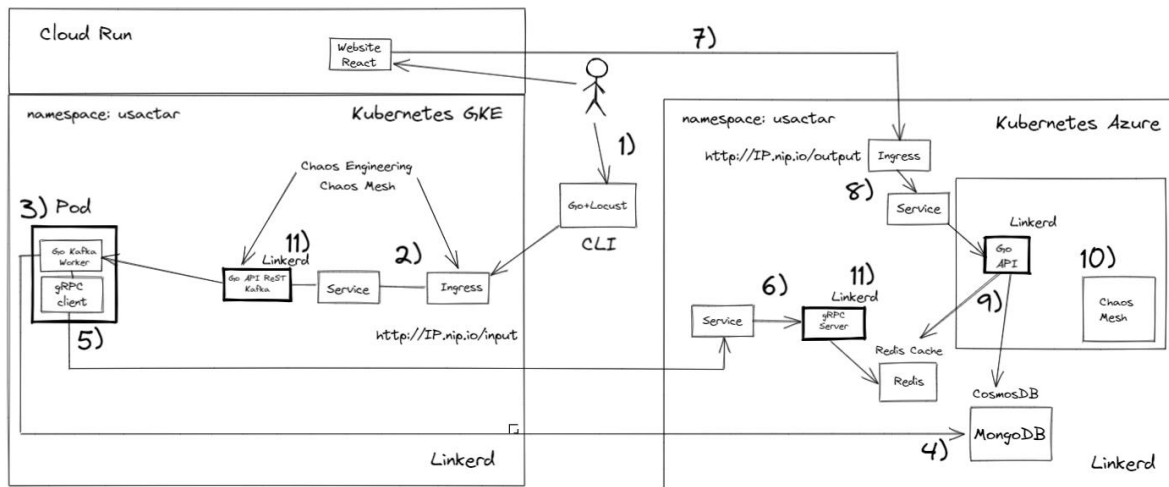 Cloud Run
Website
React
7)
namespace: usactar
Kubernetes GKE
Chaos Engineering
Chaos Mesh
1)
3) Pod
Go Kafka
Worker
gRPC
client
5)
11)
Linkerd
Go API ReST
Kafka
Service
2)
Ingress
http://IP.nip.io/input
Go+Locust
CLI
Linkerd
namespace: usactar
Kubernetes Azure
http://IP.nip.io/output
Ingress
8)
Service
Linkerd
Go
API
10)
Chaos
Mesh
9)
Service
6)
11)
Linkerd
gRPC
Server
Redis Cache
Redis
CosmosDB
MongoDB
4)
Linkerd